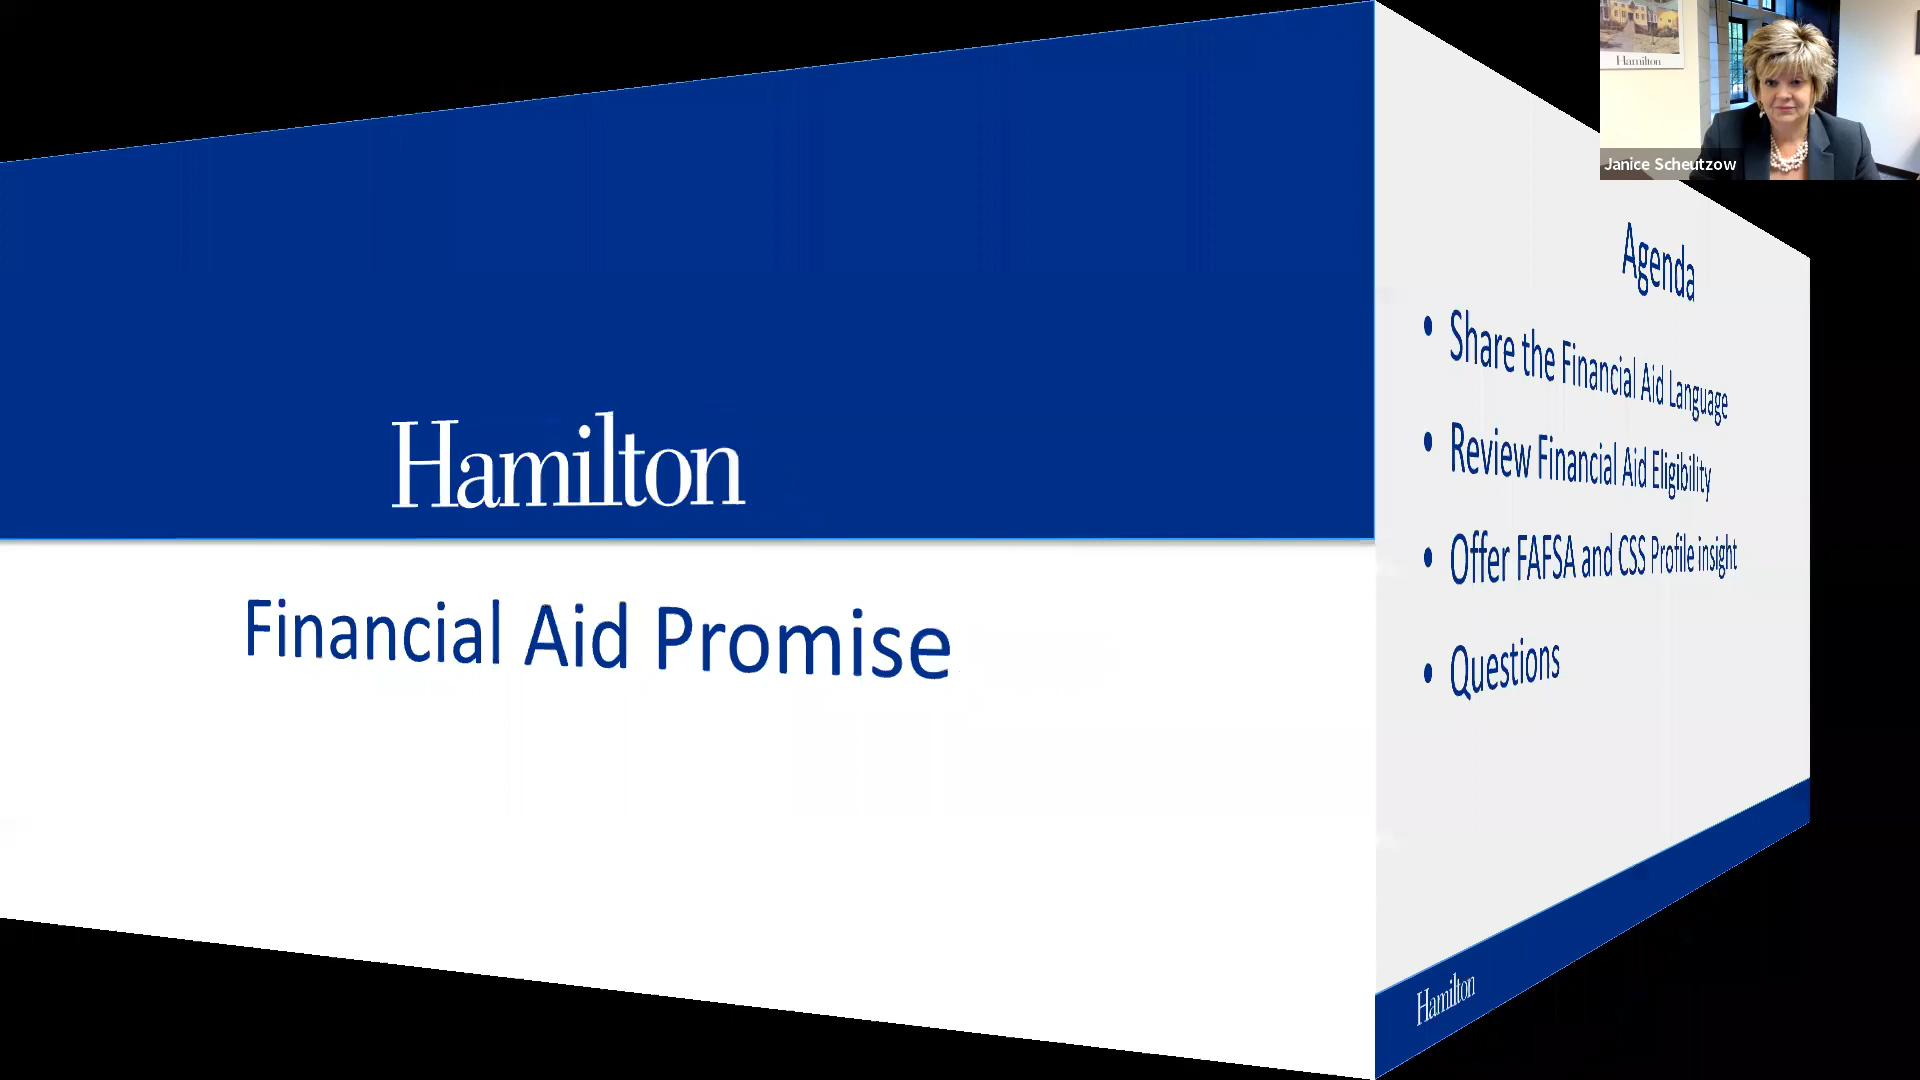 Hamilton
Financial Aid Promise
Agenda
• Share the Financial Aid Language
• Review Financial Aid Eligibility
• Offer FAFSA and CSS Profile insight
• Questions
Hamilton
Hamilton
Janice Scheutzow